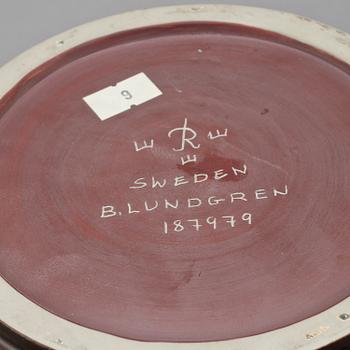 9
R
SWEDEN
B. LUNDGREN
187979